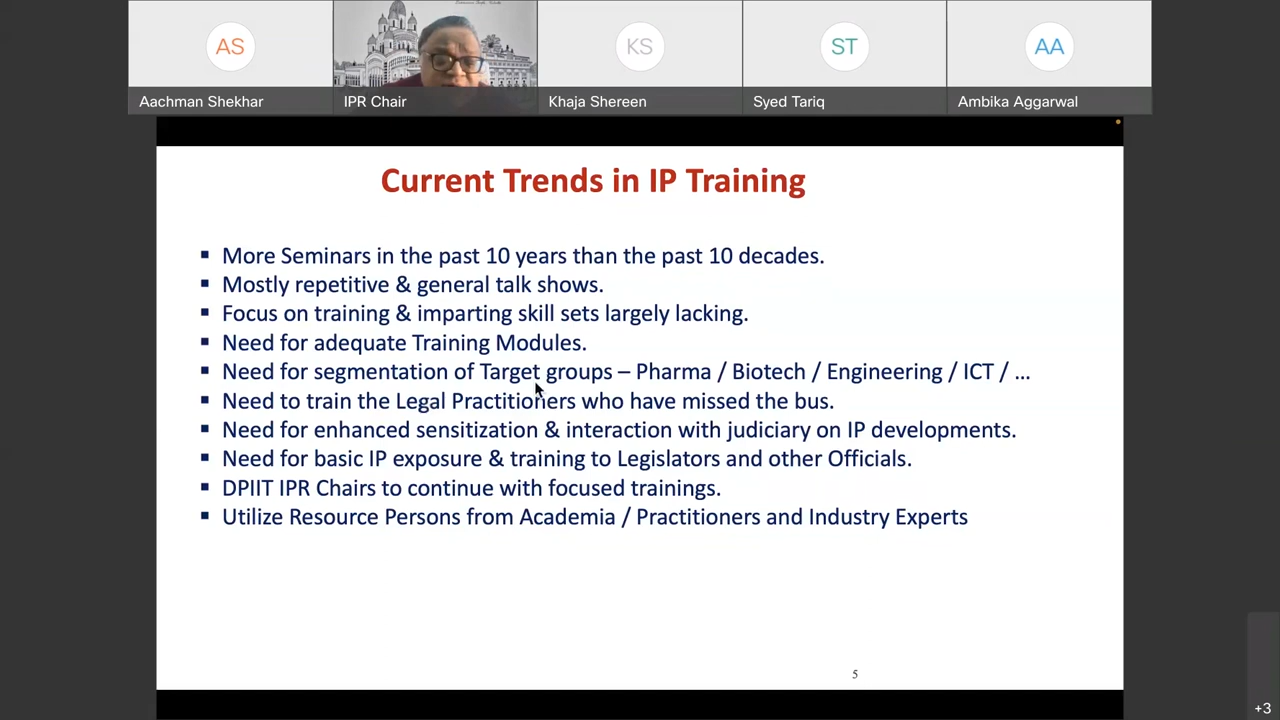 AS
KS
ST
AA
Aachman Shekhar
IPR Chair
Khaja Shereen
Syed Tariq
Ambika Aggarwal
Current Trends in IP Training
▪ More Seminars in the past 10 years than the past 10 decades.
▪ Mostly repetitive & general talk shows.
▪ Focus on training & imparting skill sets largely lacking.
▪ Need for adequate Training Modules.
▪ Need for segmentation of Target groups – Pharma / Biotech / Engineering / ICT / ...
▪ Need to train the Legal Practitioners who have missed the bus.
▪ Need for enhanced sensitization & interaction with judiciary on IP developments.
▪ Need for basic IP exposure & training to Legislators and other Officials.
▪ DPIIT IPR Chairs to continue with focused trainings.
▪ Utilize Resource Persons from Academia / Practitioners and Industry Experts
5
+3